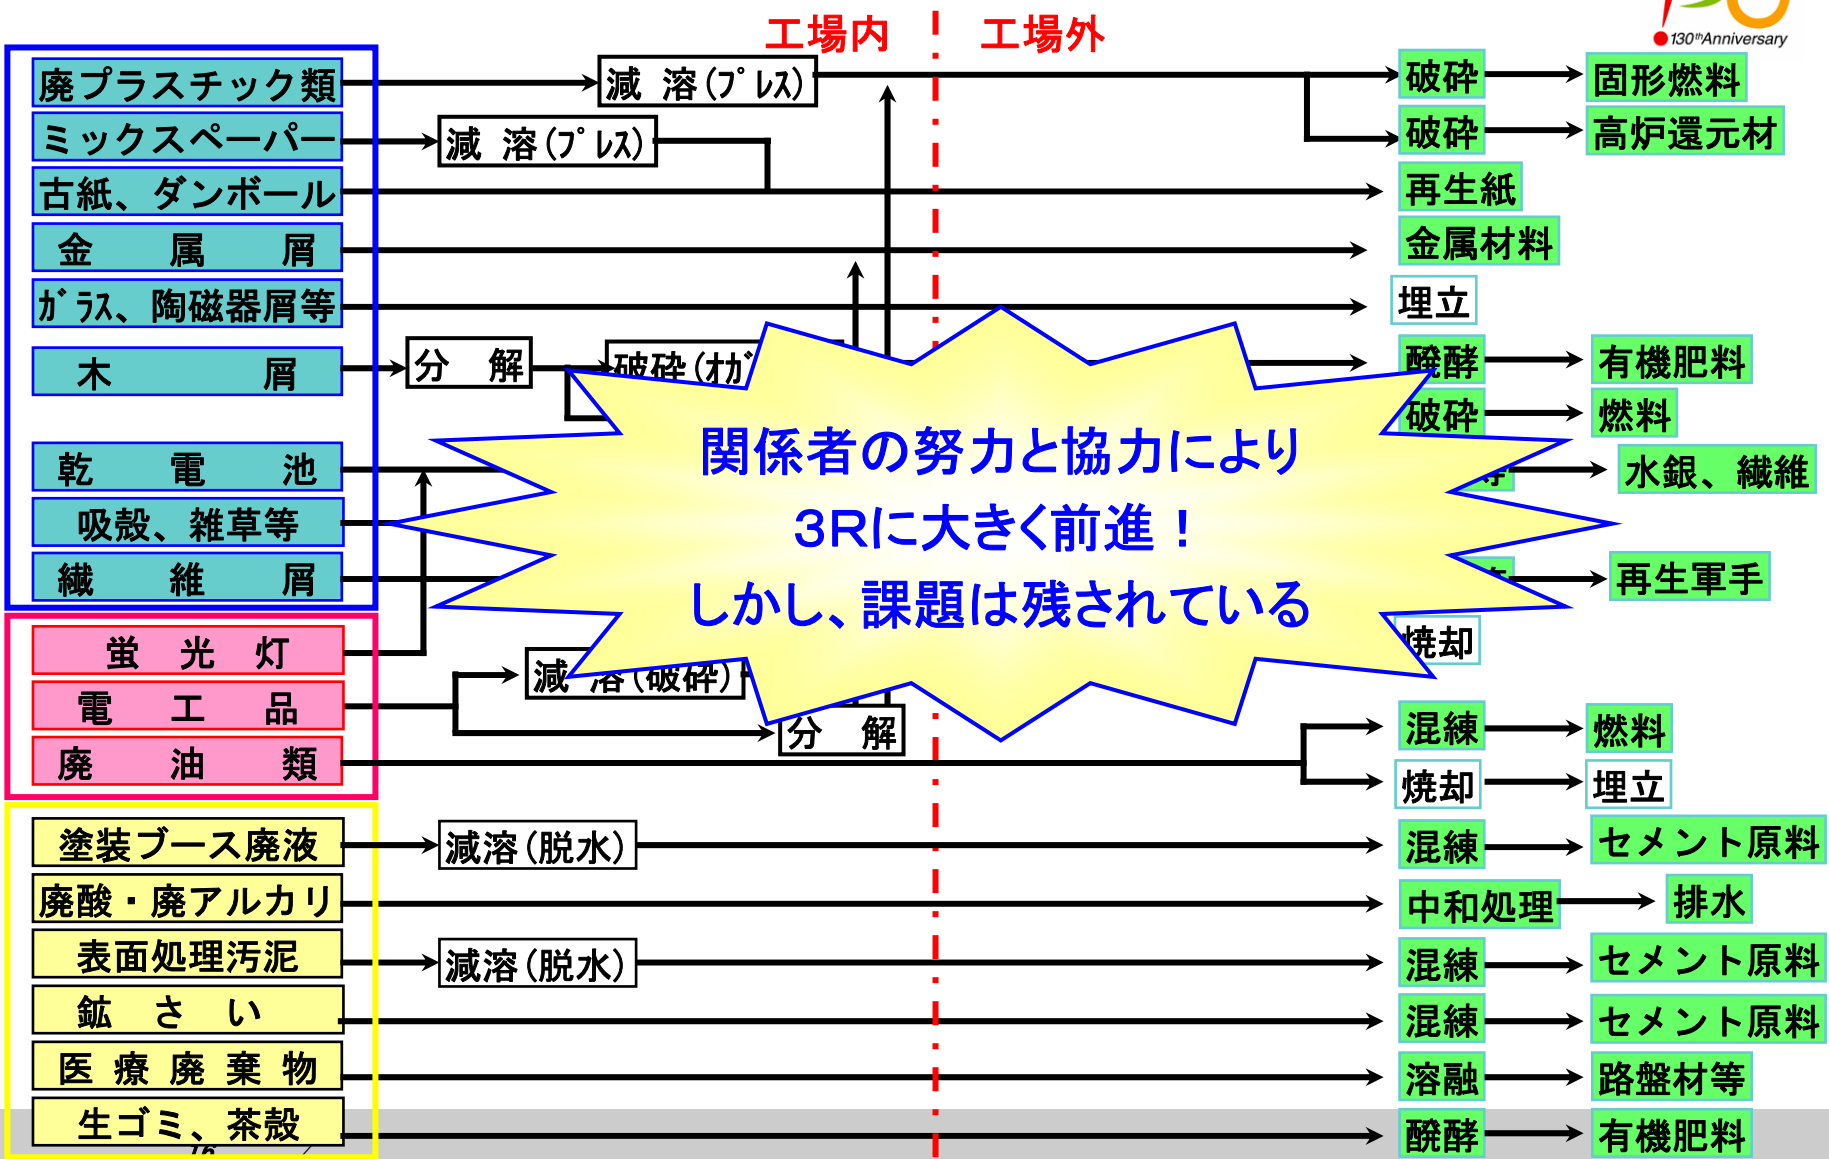 工場内 工場外
130thAnniversary
廃プラスチック類 減 溶(プレス) 破砕 固形燃料
破砕 高炉還元材
ミックスペーパー 減 溶(プレス)
古紙、ダンボール 再生紙
金 属 屑 金属材料
ガラス、陶磁器屑等 埋立
木 屑 分 解 破砕(オガ 醗酵 有機肥料
破砕 燃料
乾 電 池 等 水銀、繊維
吸殻、雑草等
繊 維 屑 再生軍手
関係者の努力と協力により
3Rに大きく前進!
しかし、課題は残されている
蛍 光 灯 焼却
電 工 品 減 溶(破砕)
分 解
混練 燃料
廃 油 類 焼却 埋立
塗装ブース廃液 減溶(脱水) 混練 セメント原料
廃酸・廃アルカリ 中和処理 排水
表面処理汚泥 減溶(脱水) 混練 セメント原料
鉱 さ い 混練 セメント原料
医 療 廃 棄 物 溶融 路盤材等
生ゴミ、茶殻 醗酵 有機肥料